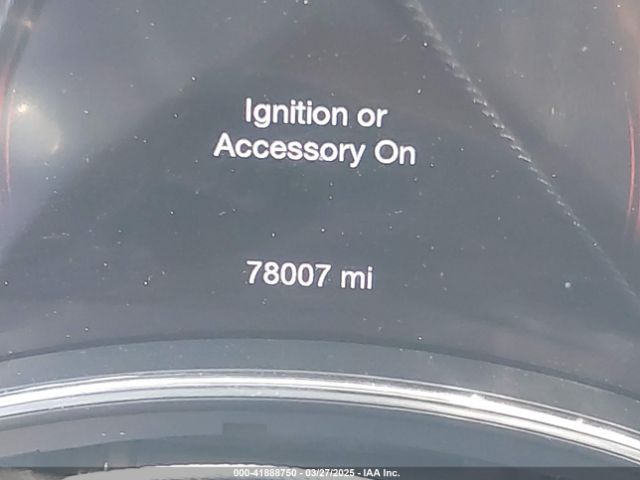 Ignition or
Accessory On
78007 mi
000-41888750 - 03/27/2025 - IAA Inc.